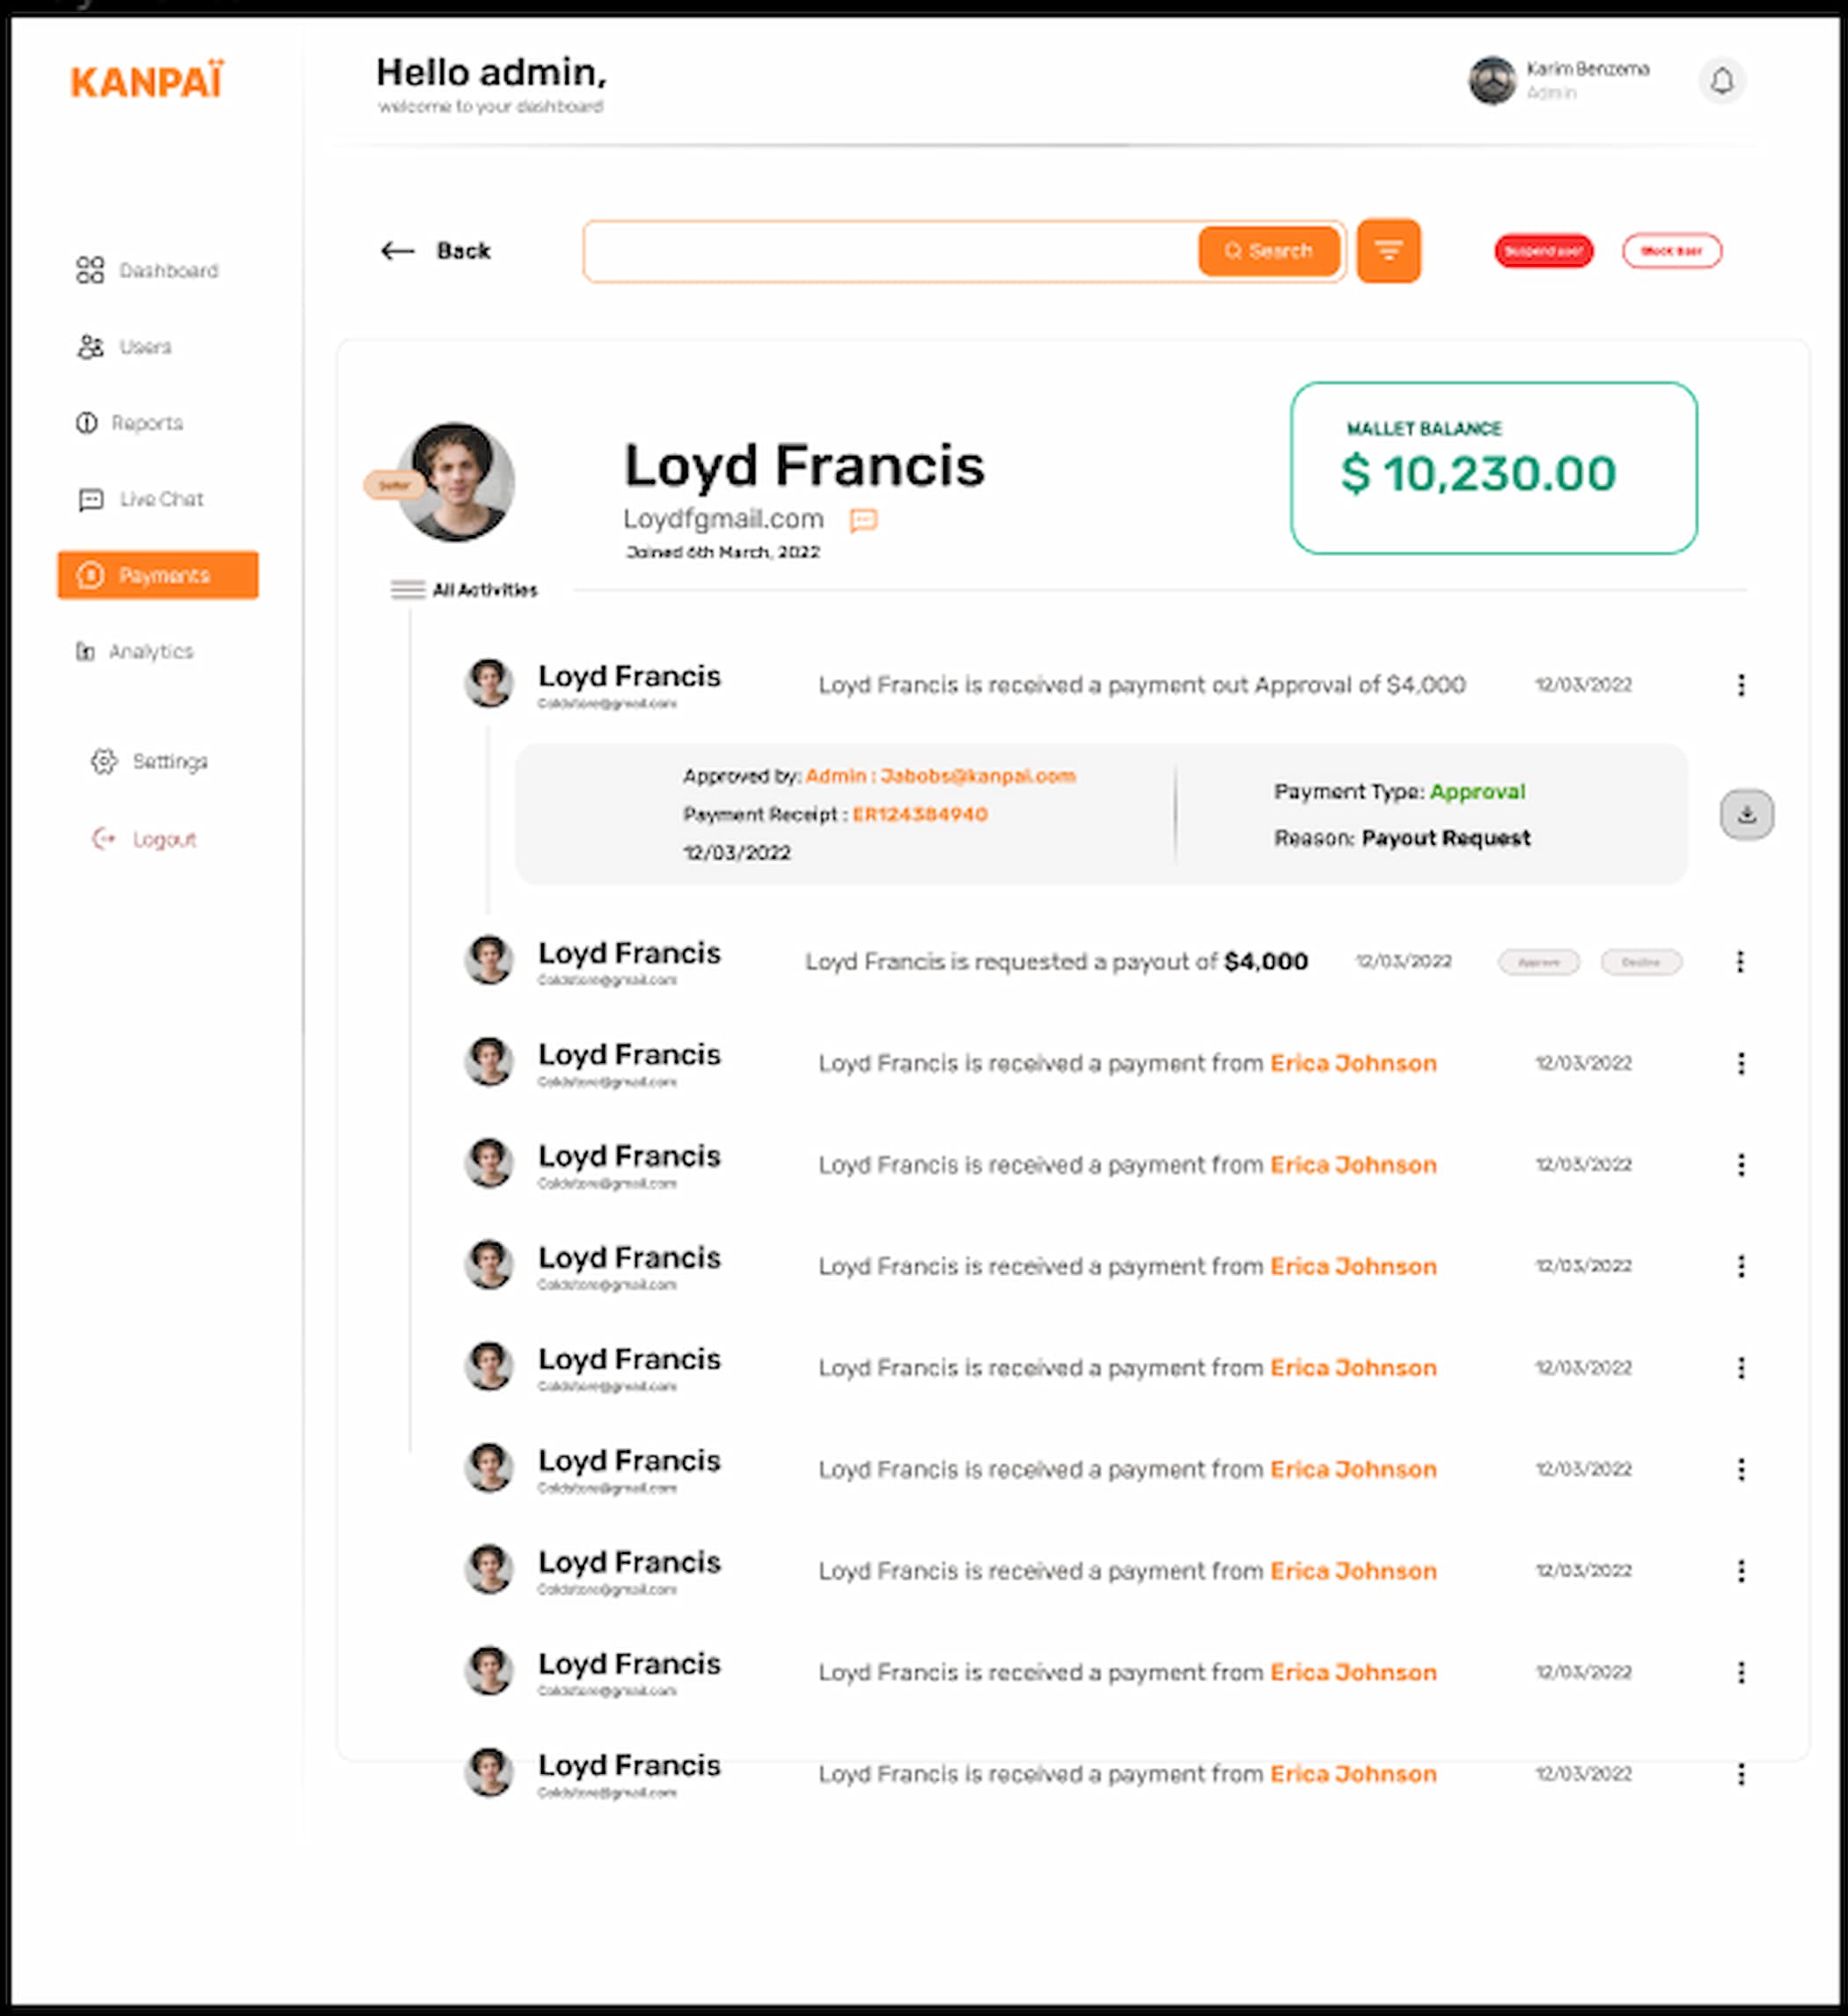 KANPAÏ
Hello admin,
welcome to your dashboard
Karim Benzema
Admin
Dashboard
Users
Reports
Live Chat
Payments
Analytics
Settings
Logout
Back
Search
Suspend user
Block User
Seller
Loyd Francis
Loydfgmail.com
Joined 6th March, 2022
MALLET BALANCE
$ 10,230.00
All Activities
Loyd Francis
Coldstore@gmail.com
Loyd Francis is received a payment out Approval of $4,000
12/03/2022
Approved by: Admin : Jabobs@kanpai.com
Payment Receipt : ER124384940
12/03/2022
Payment Type: Approval
Reason: Payout Request
Loyd Francis
Coldstore@gmail.com
Loyd Francis is requested a payout of $4,000
12/03/2022
Approve
Decline
Loyd Francis
Coldstore@gmail.com
Loyd Francis is received a payment from Erica Johnson
12/03/2022
Loyd Francis
Coldstore@gmail.com
Loyd Francis is received a payment from Erica Johnson
12/03/2022
Loyd Francis
Coldstore@gmail.com
Loyd Francis is received a payment from Erica Johnson
12/03/2022
Loyd Francis
Coldstore@gmail.com
Loyd Francis is received a payment from Erica Johnson
12/03/2022
Loyd Francis
Coldstore@gmail.com
Loyd Francis is received a payment from Erica Johnson
12/03/2022
Loyd Francis
Coldstore@gmail.com
Loyd Francis is received a payment from Erica Johnson
12/03/2022
Loyd Francis
Coldstore@gmail.com
Loyd Francis is received a payment from Erica Johnson
12/03/2022
Loyd Francis
Coldstore@gmail.com
Loyd Francis is received a payment from Erica Johnson
12/03/2022